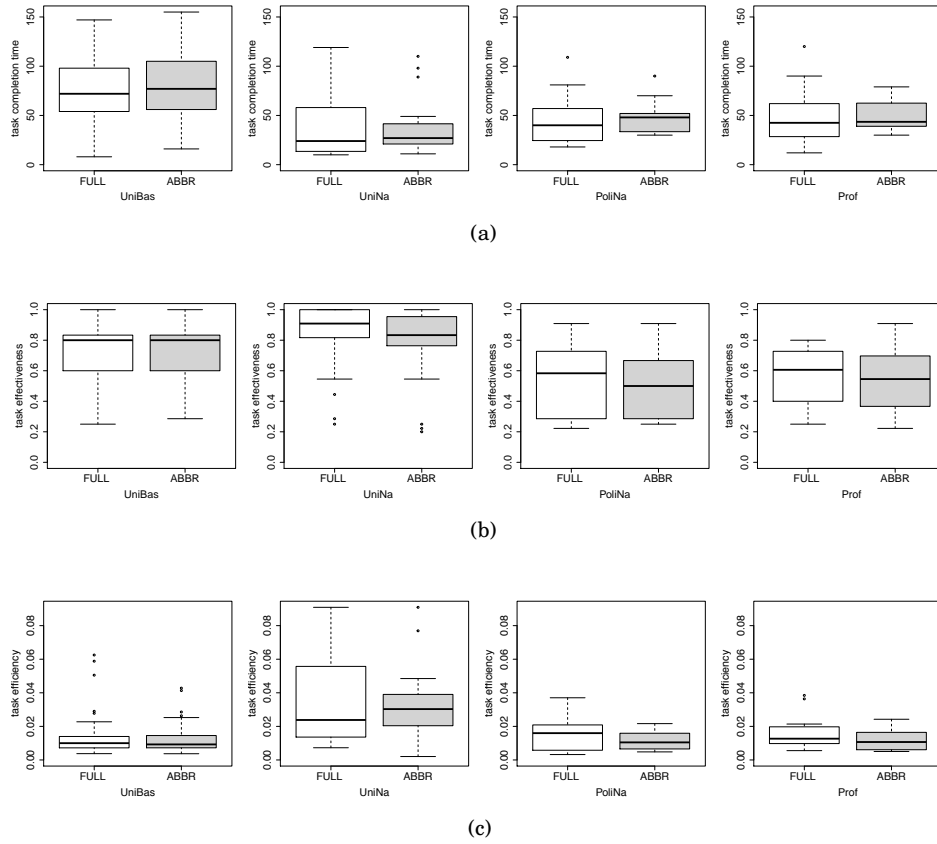 task completion time
0 50 100 150
FULL ABBR
UniBas
task completion time
0 50 100 150
FULL ABBR
UniNa
task completion time
0 50 100 150
FULL ABBR
PoliNa
task completion time
0 50 100 150
FULL ABBR
Prof
(a)
task effectiveness
0.0 0.2 0.4 0.6 0.8 1.0
FULL ABBR
UniBas
task effectiveness
0.0 0.2 0.4 0.6 0.8 1.0
FULL ABBR
UniNa
task effectiveness
0.0 0.2 0.4 0.6 0.8 1.0
FULL ABBR
PoliNa
task effectiveness
0.0 0.2 0.4 0.6 0.8 1.0
FULL ABBR
Prof
(b)
task efficiency
0.00 0.02 0.04 0.06 0.08
FULL ABBR
UniBas
task efficiency
0.00 0.02 0.04 0.06 0.08
FULL ABBR
UniNa
task efficiency
0.00 0.02 0.04 0.06 0.08
FULL ABBR
PoliNa
task efficiency
0.00 0.02 0.04 0.06 0.08
FULL ABBR
Prof
(c)